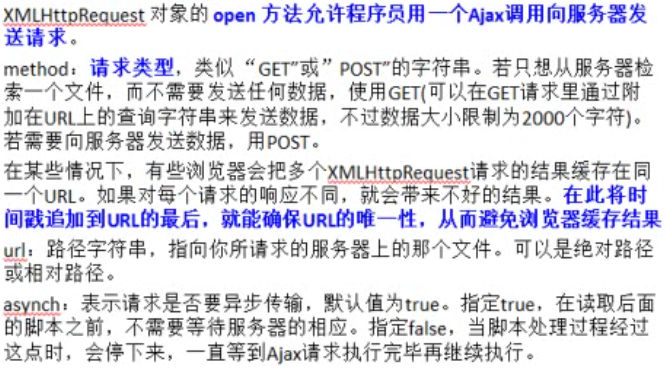 XMLHttpRequest 对象的 open 方法允许程序员用一个Ajax调用向服务器发
送请求。
method：请求类型，类似“GET”或”POST”的字符串。若只想从服务器检
索一个文件，而不需要发送任何数据，使用GET(可以在GET请求里通过附
加在URL上的查询字符串来发送数据，不过数据大小限制为2000个字符)。
若需要向服务器发送数据，用POST。
在某些情况下，有些浏览器会把多个XMLHttpRequest请求的结果缓存在同
一个URL。如果对每个请求的响应不同，就会带来不好的结果。在此将时
间戳追加到URL的最后，就能确保URL的唯一性，从而避免浏览器缓存结果
url：路径字符串，指向你所请求的服务器上的那个文件。可以是绝对路径
或相对路径。
asynch：表示请求是否要异步传输，默认值为true。指定true，在读取后面
的脚本之前，不需要等待服务器的相应。指定false，当脚本处理过程经过
这点时，会停下来，一直等到Ajax请求执行完毕再继续执行。